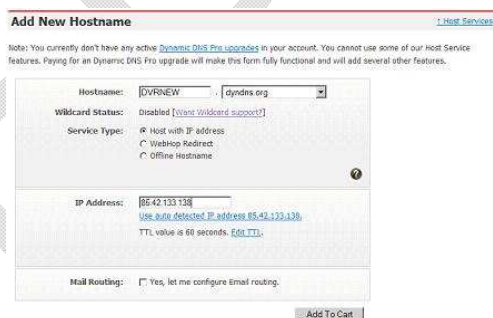 Add New Hostname
↑ Host Services
Note: You currently don't have any active Dynamic DNS Pro upgrades in your account. You cannot use some of our Host Service
features. Paying for an Dynamic DNS Pro upgrade will make this form fully functional and will add several other features.
Hostname: DVRNEW . dyndns.org
Wildcard Status: Disabled [Want Wildcard support?]
Service Type: Host with IP address
WebHop Redirect
Offline Hostname
?
IP Address: 85.42.133.138
Use auto detected IP address 85.42.133.138.
TTL value is 60 seconds. Edit TTL.
Mail Routing: Yes, let me configure Email routing.
Add To Cart